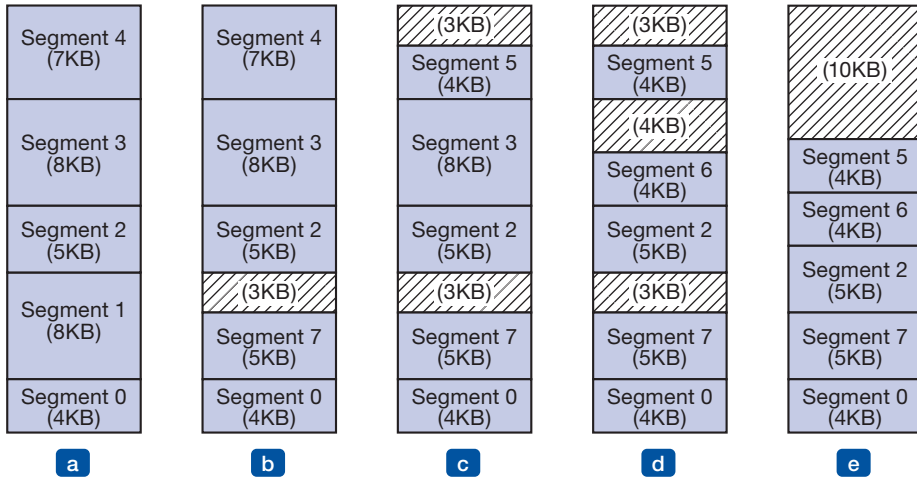 Segment 4
(7KB)
Segment 3
(8KB)
Segment 2
(5KB)
Segment 1
(8KB)
Segment 0
(4KB)
a
Segment 4
(7KB)
Segment 3
(8KB)
Segment 2
(5KB)
(3KB)
Segment 7
(5KB)
Segment 0
(4KB)
b
(3KB)
Segment 5
(4KB)
Segment 3
(8KB)
Segment 2
(5KB)
(3KB)
Segment 7
(5KB)
Segment 0
(4KB)
c
(3KB)
Segment 5
(4KB)
(4KB)
Segment 6
(4KB)
Segment 2
(5KB)
(3KB)
Segment 7
(5KB)
Segment 0
(4KB)
d
(10KB)
Segment 5
(4KB)
Segment 6
(4KB)
Segment 2
(5KB)
Segment 7
(5KB)
Segment 0
(4KB)
e